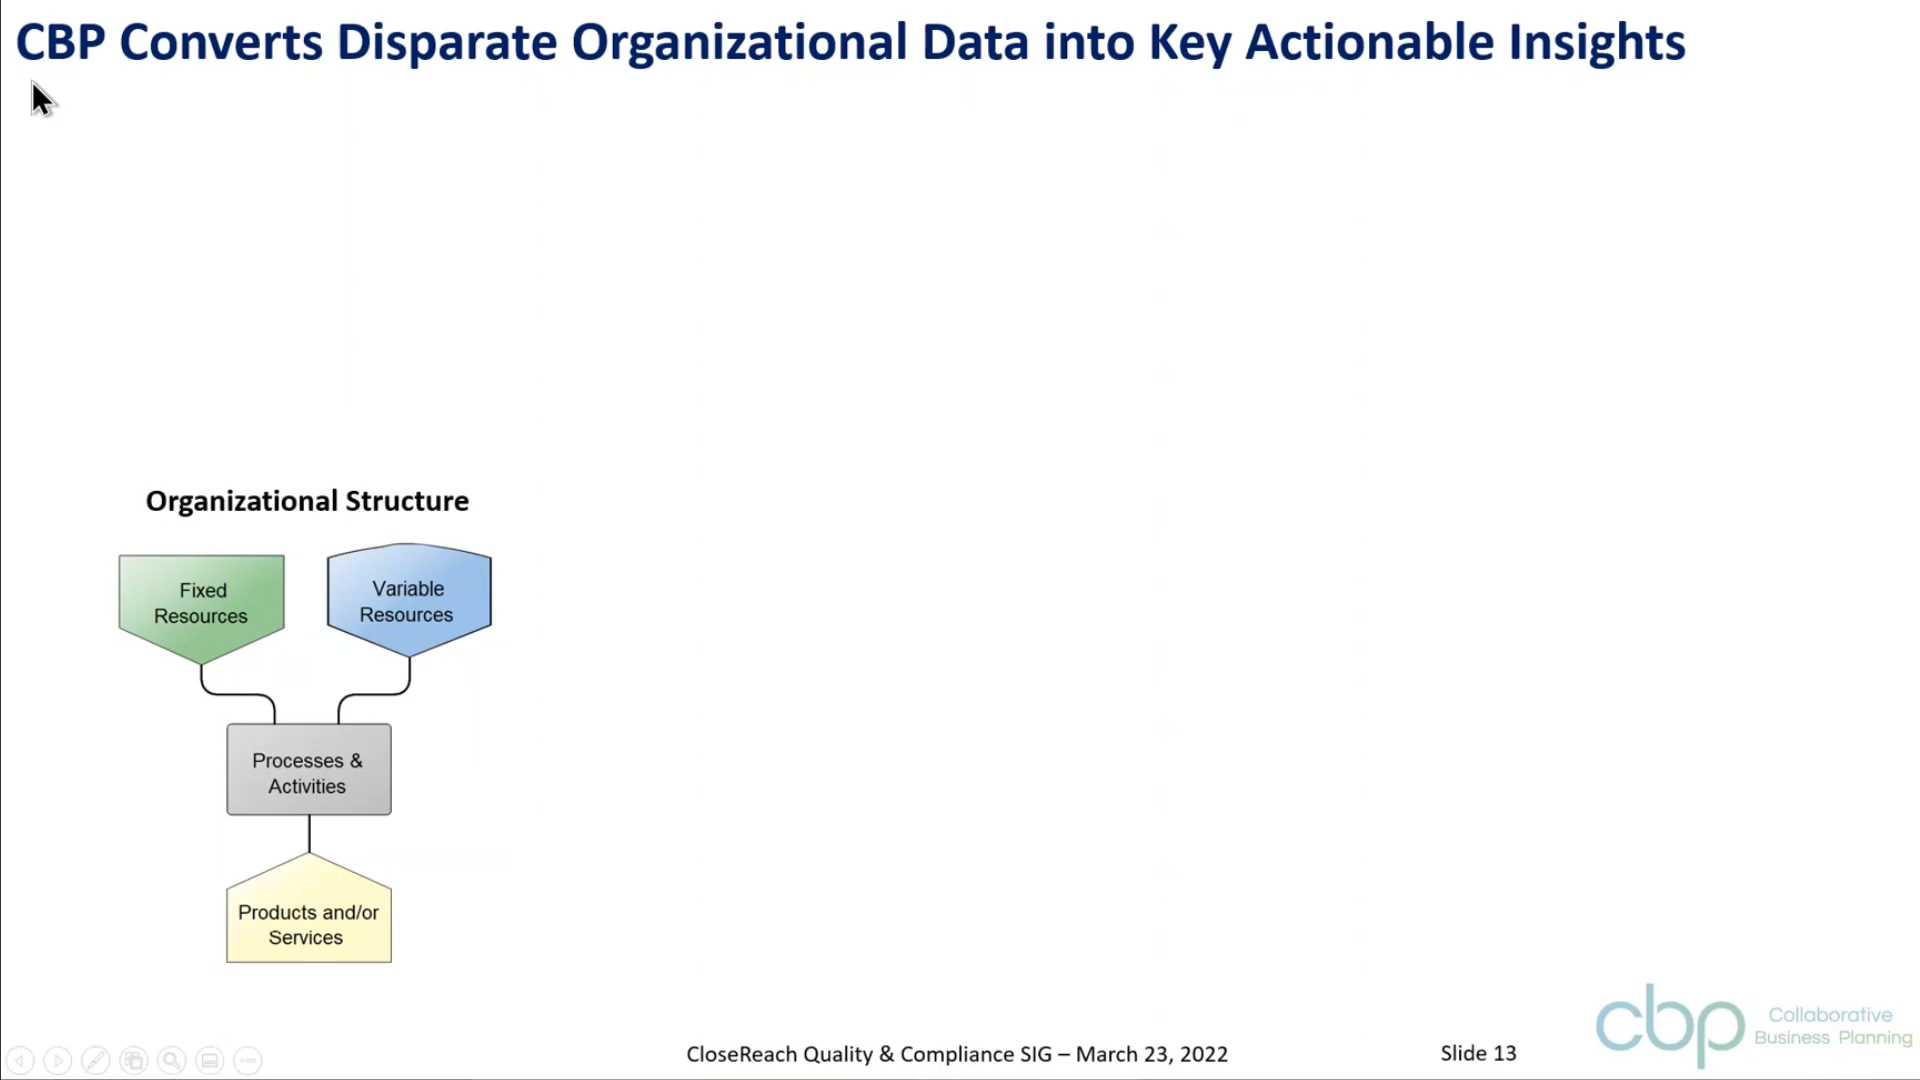 CBP Converts Disparate Organizational Data into Key Actionable Insights
Organizational Structure
Fixed
Resources
Variable
Resources
Processes &
Activities
Products and/or
Services
CloseReach Quality & Compliance SIG – March 23, 2022
Slide 13
cbp
Collaborative
Business Planning